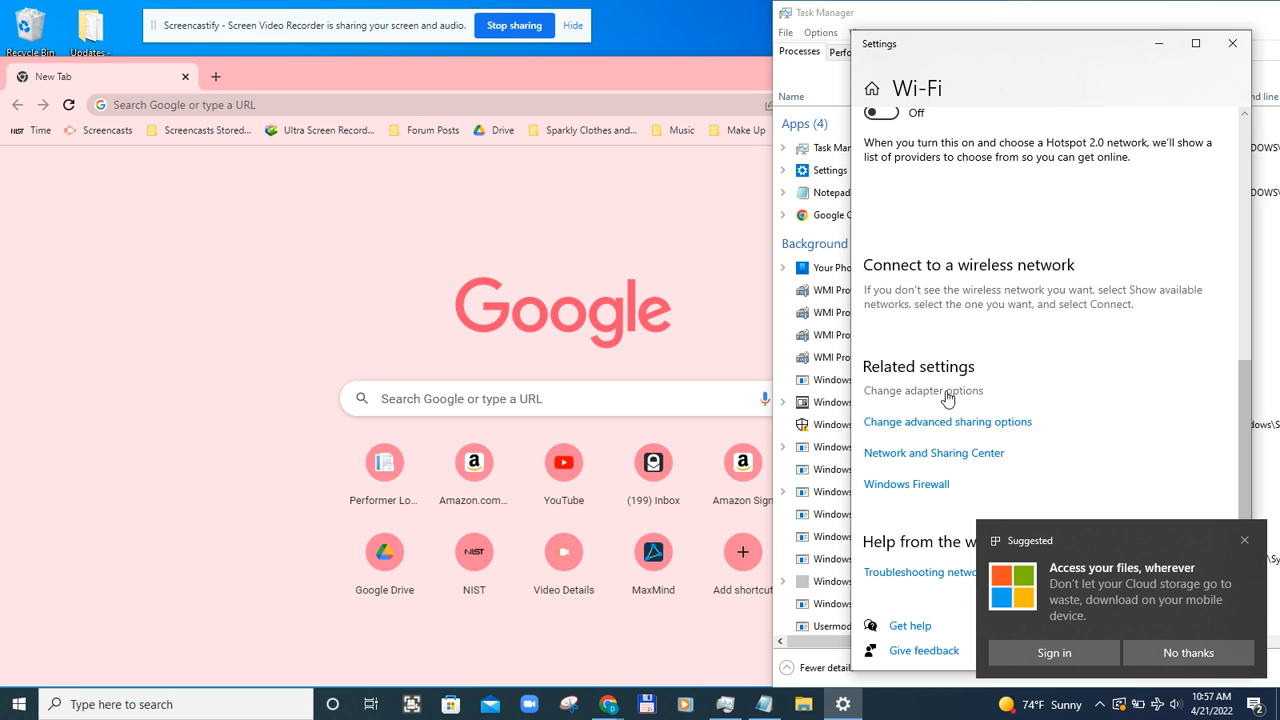 Recycle Bin
Updates -
Screencastify - Screen Video Recorder is sharing your screen and audio.
Stop sharing
Hide
Task Manager
File
Options
Processes
Perfo
Name
nd line
New Tab
Search Google or type a URL
NIST Time
Screencasts
Screencasts Stored...
Ultra Screen Record...
Forum Posts
Drive
Sparkly Clothes and...
Music
Make Up
Google
Search Google or type a URL
Performer Lo...
Amazon.com...
YouTube
(199) Inbox
Amazon Sign
Google Drive
NIST
NIST
Video Details
MaxMind
Add shortcut
Apps (4)
Task Mar
DOWS
Settings
Notepad
DOWS
Google C
Background
Your Pho
WMI Pro
WMI Pro
WMI Pro
WMI Pro
Windows
Windows
Windows
dows\S
Windows
Windows
Windows
Windows
Windows
Windows
Windows
Windows
Usermod
Fewer detail
Settings
Wi-Fi
Off
When you turn this on and choose a Hotspot 2.0 network, we'll show a
list of providers to choose from so you can get online.
Connect to a wireless network
If you don't see the wireless network you want, select Show available
networks, select the one you want, and select Connect.
Related settings
Change adapter options
Change advanced sharing options
Network and Sharing Center
Windows Firewall
Help from the w
Troubleshooting netwo
Get help
Give feedback
Suggested
Access your files, wherever
Don't let your Cloud storage go to
waste, download on your mobile
device.
Sign in
No thanks
Type here to search
74°F Sunny
10:57 AM
4/21/2022
2